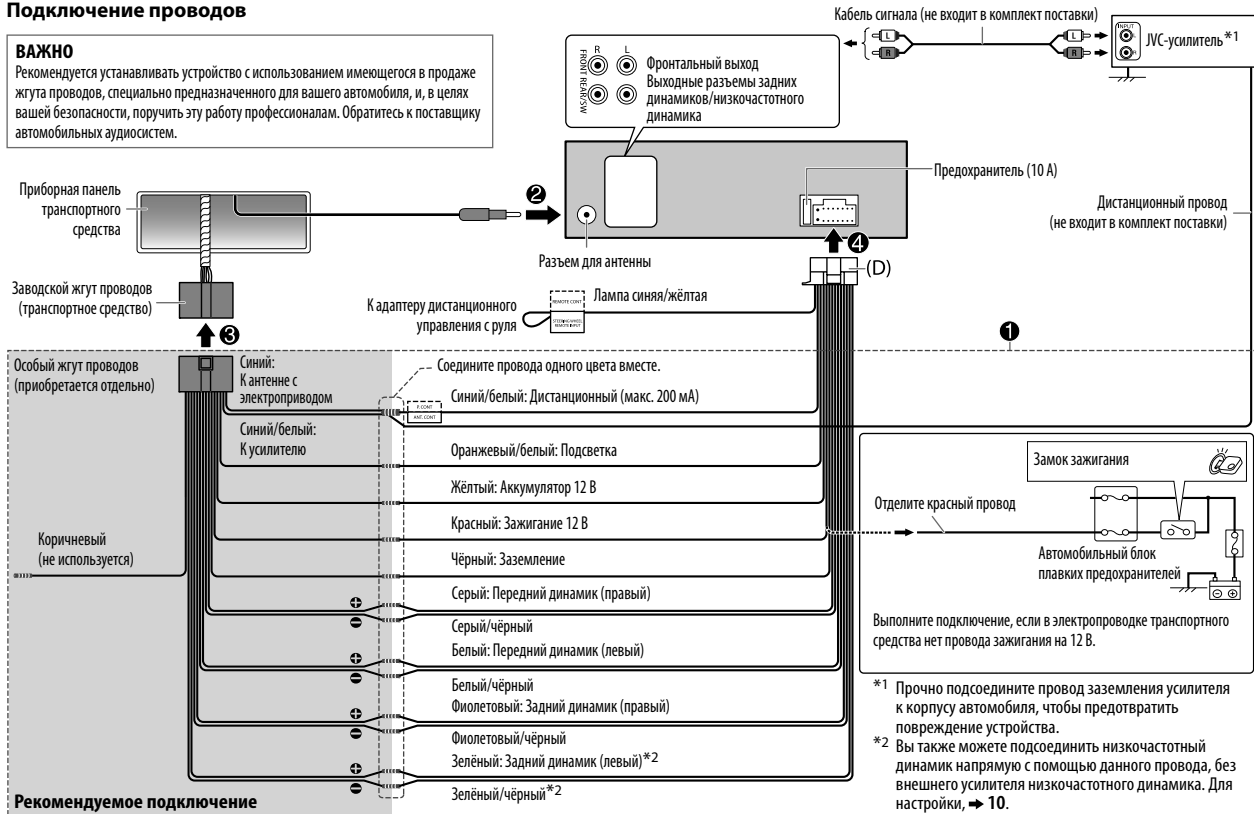 Подключение проводов
ВАЖНО
Рекомендуется устанавливать устройство с использованием имеющегося в продаже
жгута проводов, специально предназначенного для вашего автомобиля, и, в целях
вашей безопасности, поручить эту работу профессионалам. Обратитесь к поставщику
автомобильных аудиосистем.
Кабель сигнала (не входит в комплект поставки)
L
R
L
R
INPUT
L
R
JVC-усилитель*1
R L
FRONT REAR/SW
Фронтальный выход
Выходные разъемы задних
динамиков/низкочастотного
динамика
Предохранитель (10 A)
Дистанционный провод
(не входит в комплект поставки)
Приборная панель
транспортного
средства
2
Разъем для антенны
4
(D)
Заводской жгут проводов
(транспортное средство)
3
К адаптеру дистанционного
управления с руля
REMOTE CONT
STEERING WHEEL
REMOTE INPUT
Лампа синяя/жёлтая
1
Особый жгут проводов
(приобретается отдельно)
Синий:
К антенне с
электроприводом
Синий/белый:
К усилителю
Соедините провода одного цвета вместе.
P. CONT
ANT. CONT
Синий/белый: Дистанционный (макс. 200 мА)
Оранжевый/белый: Подсветка
Жёлтый: Аккумулятор 12 В
Красный: Зажигание 12 В
Чёрный: Заземление
Серый: Передний динамик (правый)
Серый/чёрный
Белый: Передний динамик (левый)
Белый/чёрный
Фиолетовый: Задний динамик (правый)
Фиолетовый/чёрный
Зелёный: Задний динамик (левый)*2
Зелёный/чёрный*2
Коричневый
(не используется)
Рекомендуемое подключение
Замок зажигания
Отделите красный провод
Автомобильный блок
плавких предохранителей
Выполните подключение, если в электропроводке транспортного
средства нет провода зажигания на 12 В.
*1 Прочно подсоедините провод заземления усилителя
к корпусу автомобиля, чтобы предотвратить
повреждение устройства.
*2 Вы также можете подсоединить низкочастотный
динамик напрямую с помощью данного провода, без
внешнего усилителя низкочастотного динамика. Для
настройки, ➜ 10.